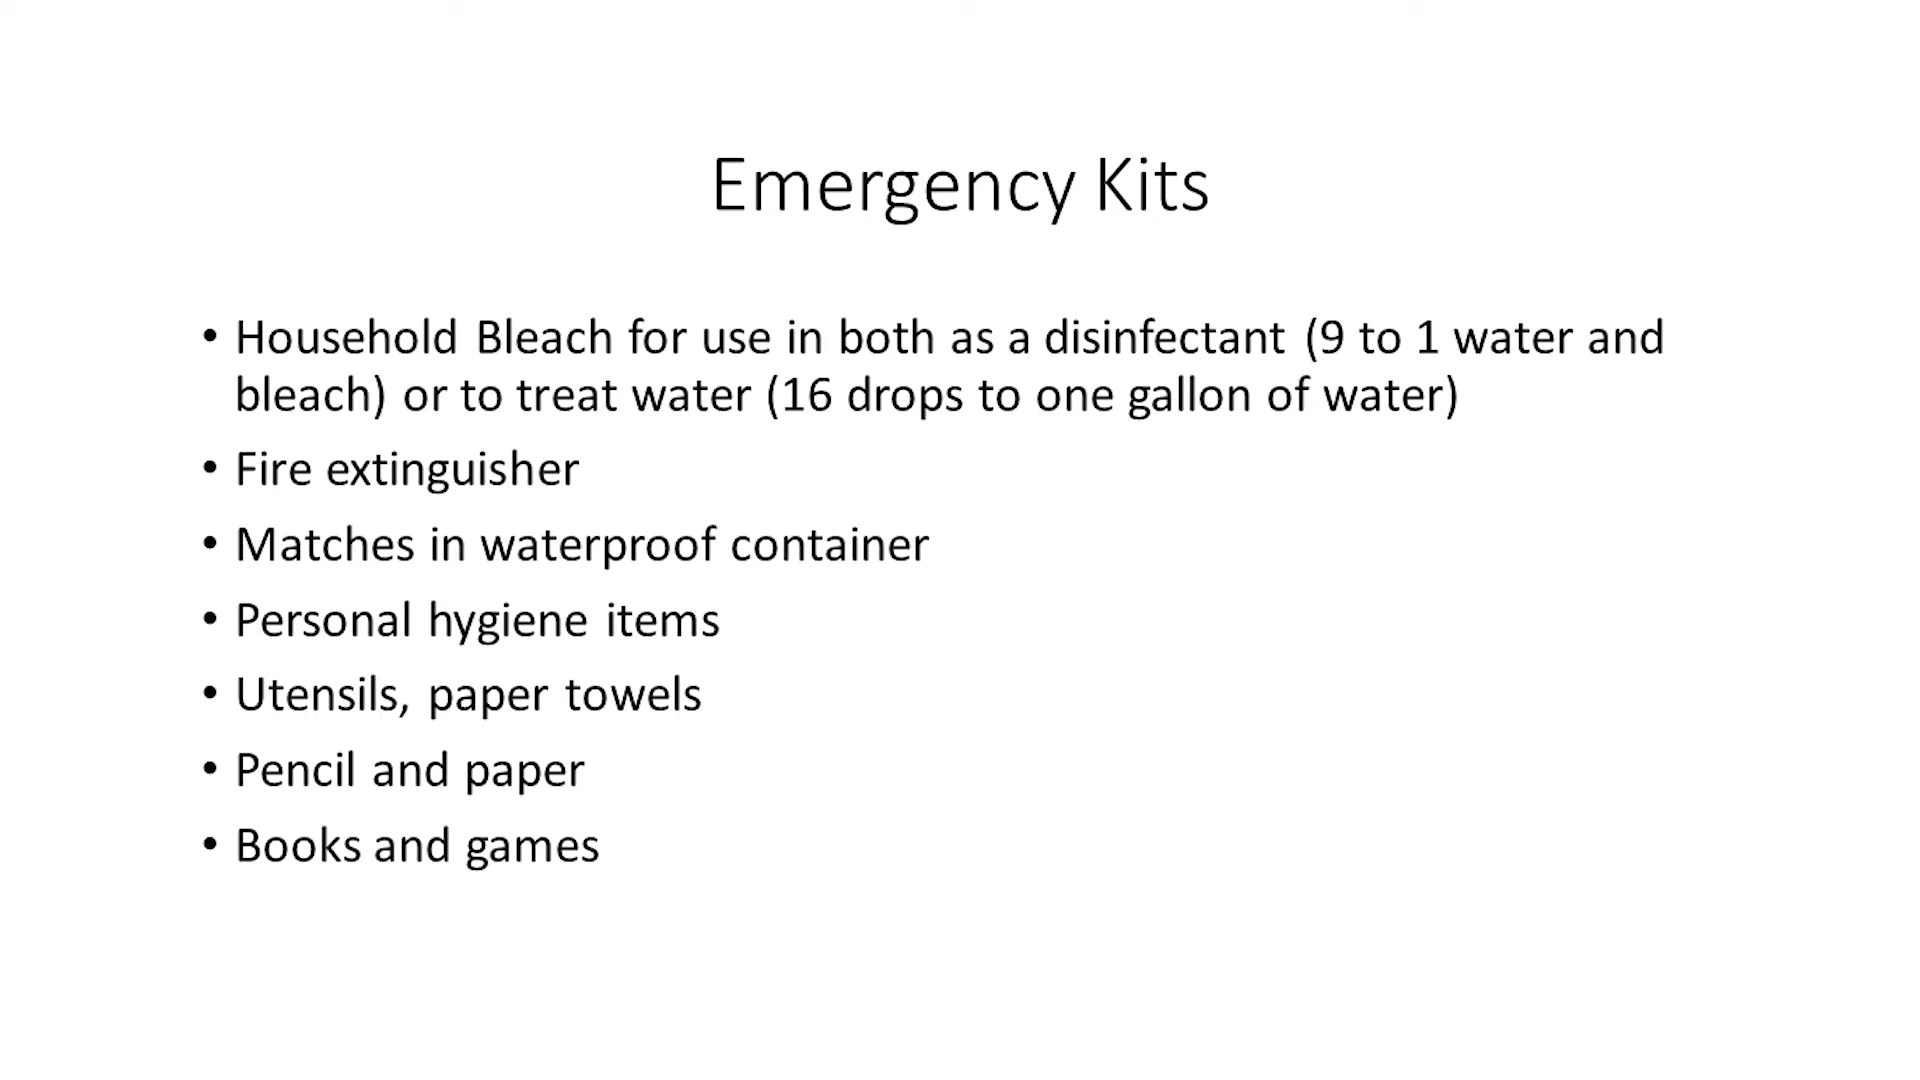 Emergency Kits
• Household Bleach for use in both as a disinfectant (9 to 1 water and
bleach) or to treat water (16 drops to one gallon of water)
• Fire extinguisher
• Matches in waterproof container
• Personal hygiene items
• Utensils, paper towels
• Pencil and paper
• Books and games